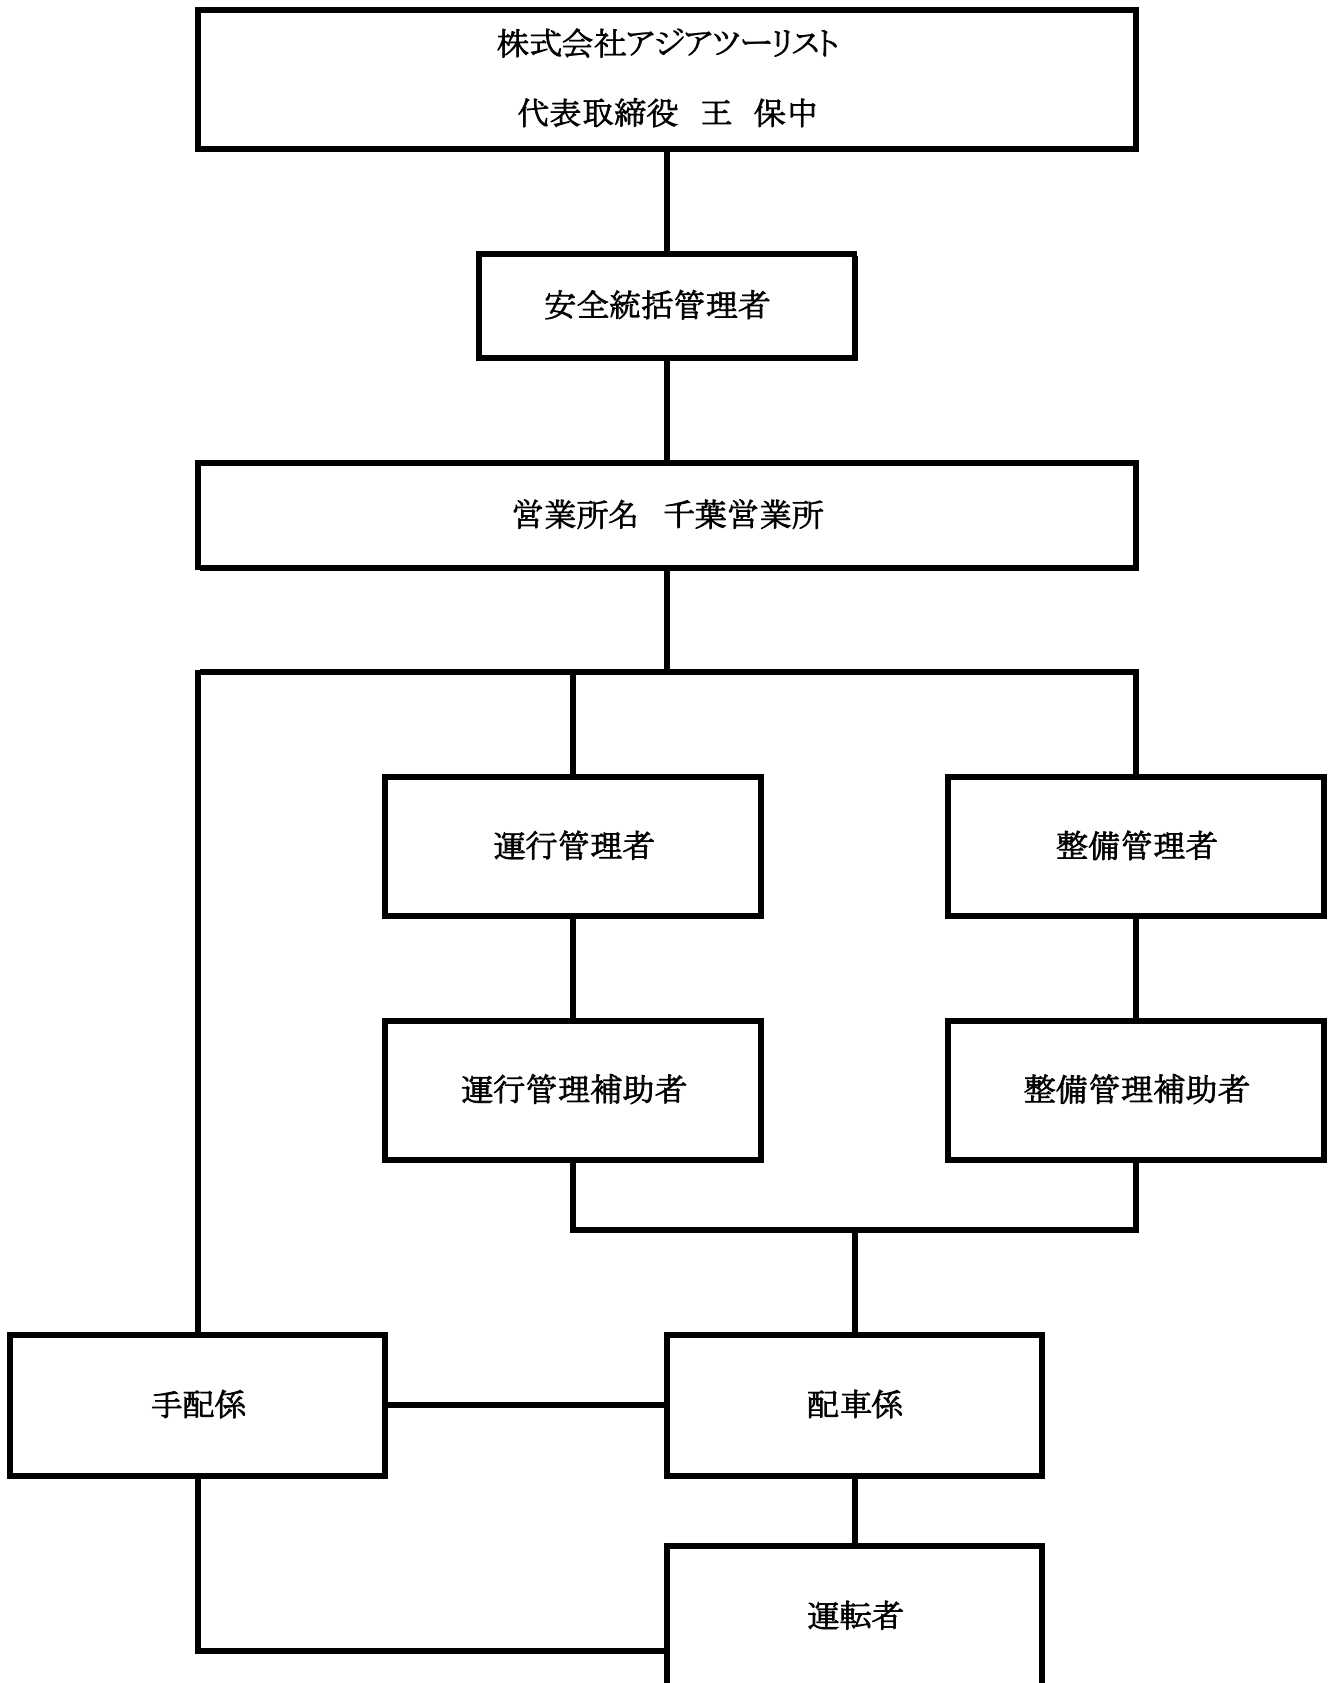 株式会社アジアツーリスト
代表取締役　王　保中
安全統括管理者
営業所名　千葉営業所
運行管理者
整備管理者
運行管理補助者
整備管理補助者
手配係
配車係
運転者